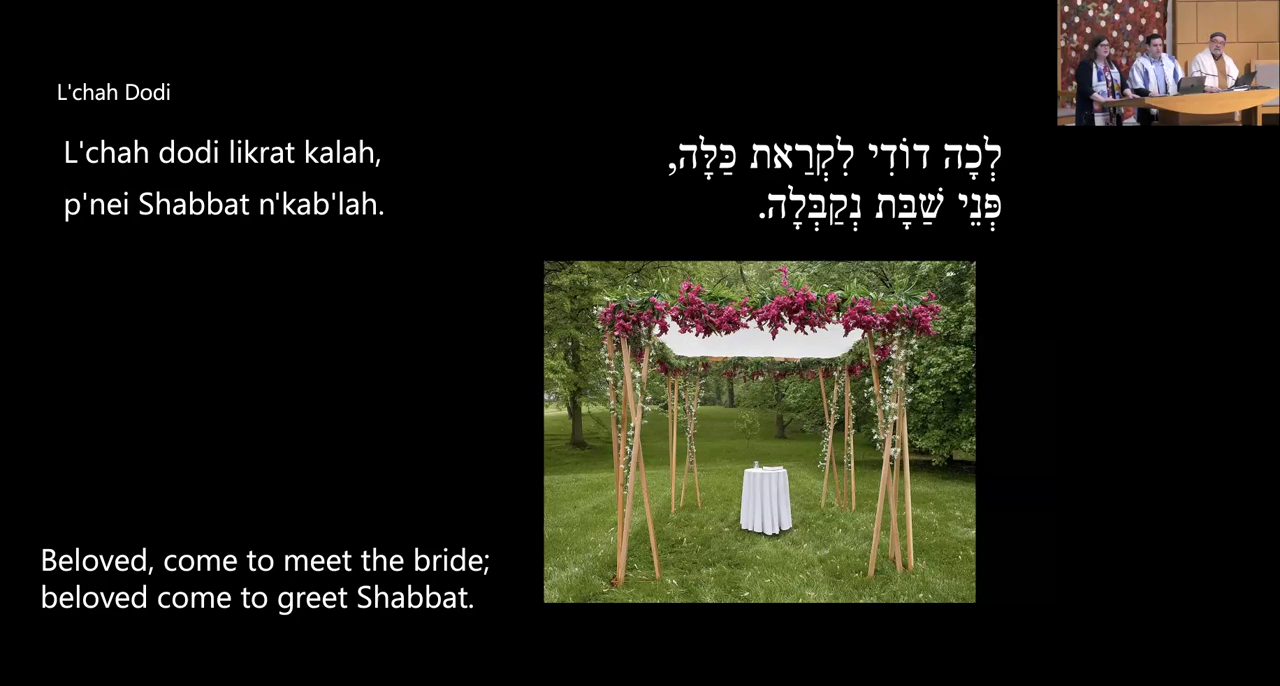 L'chah Dodi
L'chah dodi likrat kalah,
p'nei Shabbat n'kab'lah.
לְכָה דוֹדִי לִקְרַאת כַּלָּה,
פְּנֵי שַׁבָּת נְקַבְּלָה.
Beloved, come to meet the bride;
beloved come to greet Shabbat.